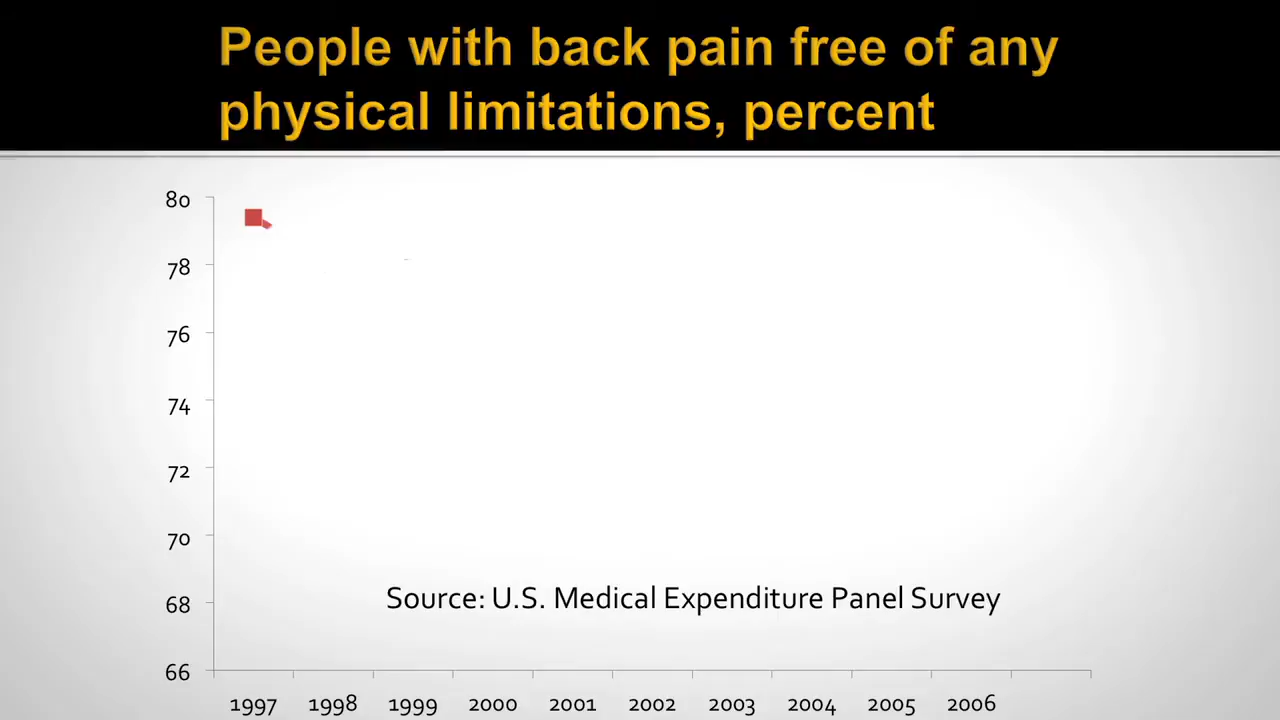 People with back pain free of any
physical limitations, percent
80
78
76
74
72
70
68
66
Source: U.S. Medical Expenditure Panel Survey
1997 1998 1999 2000 2001 2002 2003 2004 2005 2006